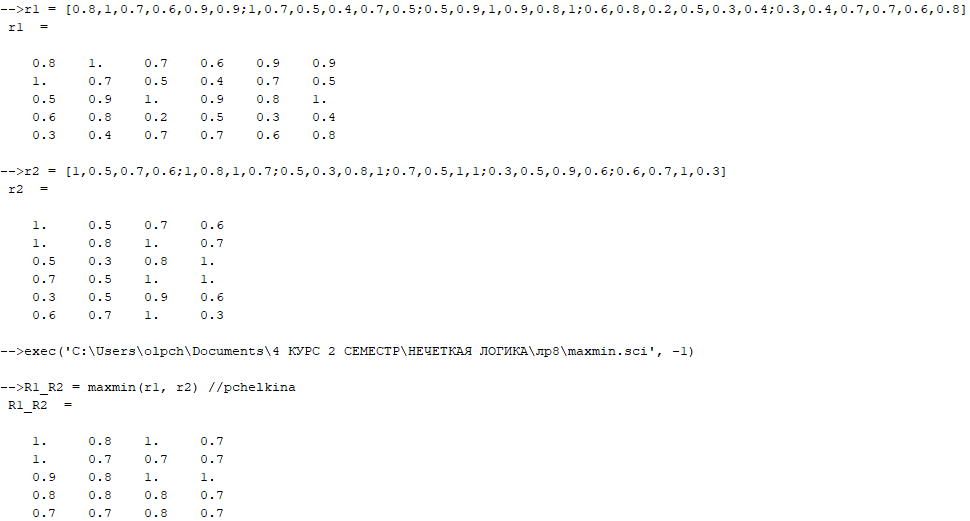 -->r1 = [0.8,1,0.7,0.6,0.9,0.9;1,0.7,0.5,0.4,0.7,0.5;0.5,0.9,1,0.9,0.8,1;0.6,0.8,0.2,0.5,0.3,0.4;0.3,0.4,0.7,0.7,0.6,0.8]
r1 =
0.8 1. 0.7 0.6 0.9 0.9
1. 0.7 0.5 0.4 0.7 0.5
0.5 0.9 1. 0.9 0.8 1.
0.6 0.8 0.2 0.5 0.3 0.4
0.3 0.4 0.7 0.7 0.6 0.8
-->r2 = [1,0.5,0.7,0.6;1,0.8,1,0.7;0.5,0.3,0.8,1;0.7,0.5,1,1;0.3,0.5,0.9,0.6;0.6,0.7,1,0.3]
r2 =
1. 0.5 0.7 0.6
1. 0.8 1. 0.7
0.5 0.3 0.8 1.
0.7 0.5 1. 1.
0.3 0.5 0.9 0.6
0.6 0.7 1. 0.3
-->exec('C:\Users\olpch\Documents\4 КУРС 2 СЕМЕСТР\НЕЧЕТКАЯ ЛОГИКА\лр8\maxmin.sci', -1)
-->R1_R2 = maxmin(r1, r2) //pchelkina
R1_R2 =
1. 0.8 1. 0.7
1. 0.7 0.7 0.7
0.9 0.8 1. 1.
0.8 0.8 0.8 0.7
0.7 0.7 0.8 0.7